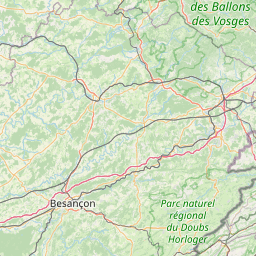 des Ballons
des Vosges
Besançon
Parc naturel
régional
du Doubs
Horloger